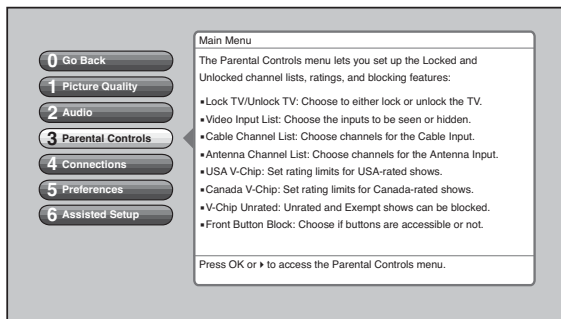 0 Go Back
1 Picture Quality
2 Audio
3 Parental Controls
4 Connections
5 Preferences
6 Assisted Setup
Main Menu
The Parental Controls menu lets you set up the Locked and
Unlocked channel lists, ratings, and blocking features:
▪Lock TV/Unlock TV: Choose to either lock or unlock the TV.
▪Video Input List: Choose the inputs to be seen or hidden.
▪Cable Channel List: Choose channels for the Cable Input.
▪Antenna Channel List: Choose channels for the Antenna Input.
▪USA V-Chip: Set rating limits for USA-rated shows.
▪Canada V-Chip: Set rating limits for Canada-rated shows.
▪V-Chip Unrated: Unrated and Exempt shows can be blocked.
▪Front Button Block: Choose if buttons are accessible or not.
Press OK or ▸ to access the Parental Controls menu.